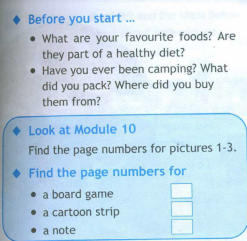 ♦ Before you start ...
• What are your favourite foods? Are
they part of a healthy diet?
• Have you ever been camping? What
did you pack? Where did you buy
them from?
♦ Look at Module 10
Find the page numbers for pictures 1-3.
♦ Find the page numbers for
• a board game
• a cartoon strip
• a note